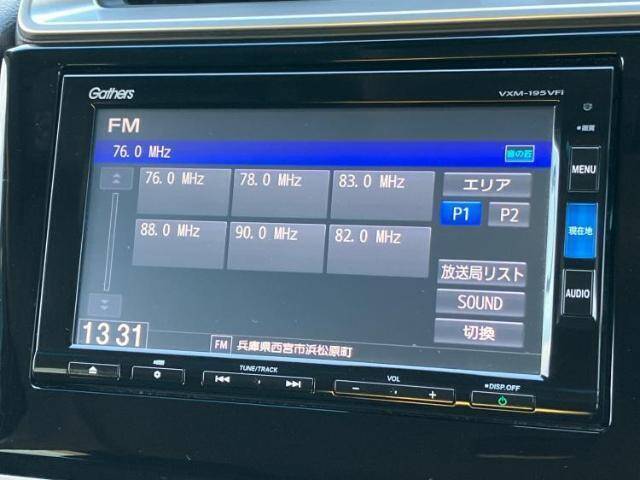 Gathers
VXM-195VFi
FM
76.0 MHz
音の匠
76.0 MHz 78.0 MHz 83.0 MHz
エリア
P1 P2
88.0 MHz 90.0 MHz 82.0 MHz
放送局リスト
SOUND
切換
13 31
FM 兵庫県西宮市浜松原町
MENU
現在地
AUDIO
TUNE/TRACK
VOL
− +
DISP.OFF